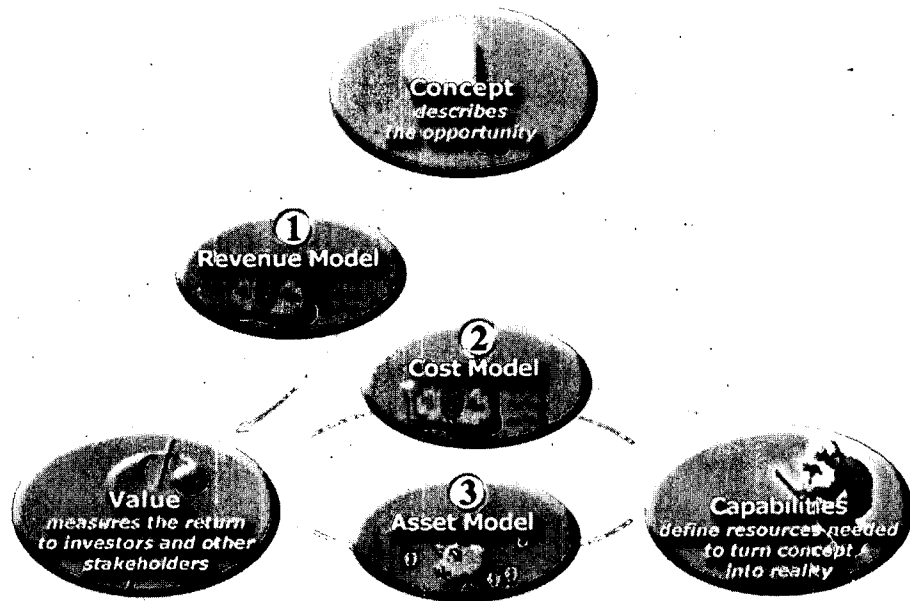 Concept
describes
the opportunity
1
Revenue Model
2
Cost Model
Value
measures the return
to investors and other
stakeholders
3
Asset Model
Capabilities
define resources needed
to turn concept
into reality